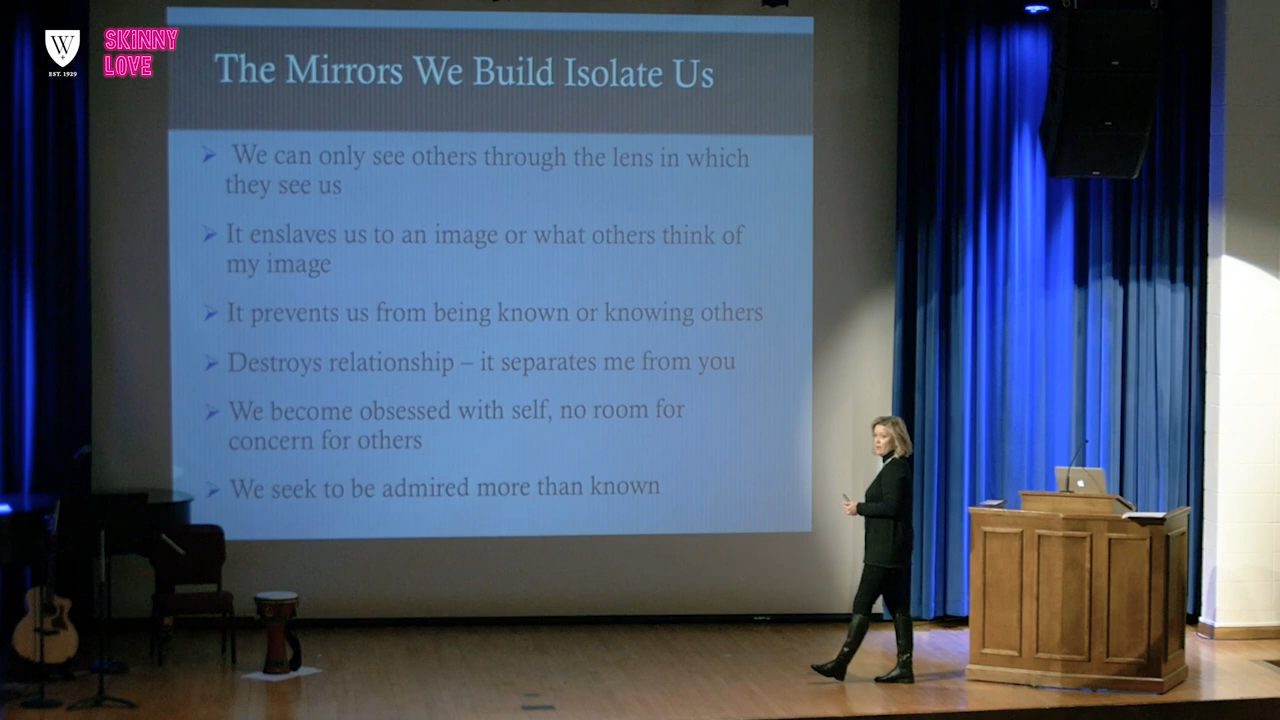 W
EST. 1929
SKiNNY
LOVE
The Mirrors We Build Isolate Us
We can only see others through the lens in which
they see us
It enslaves us to an image or what others think of
my image
It prevents us from being known or knowing others
Destroys relationship – it separates me from you
We become obsessed with self, no room for
concern for others
We seek to be admired more than known